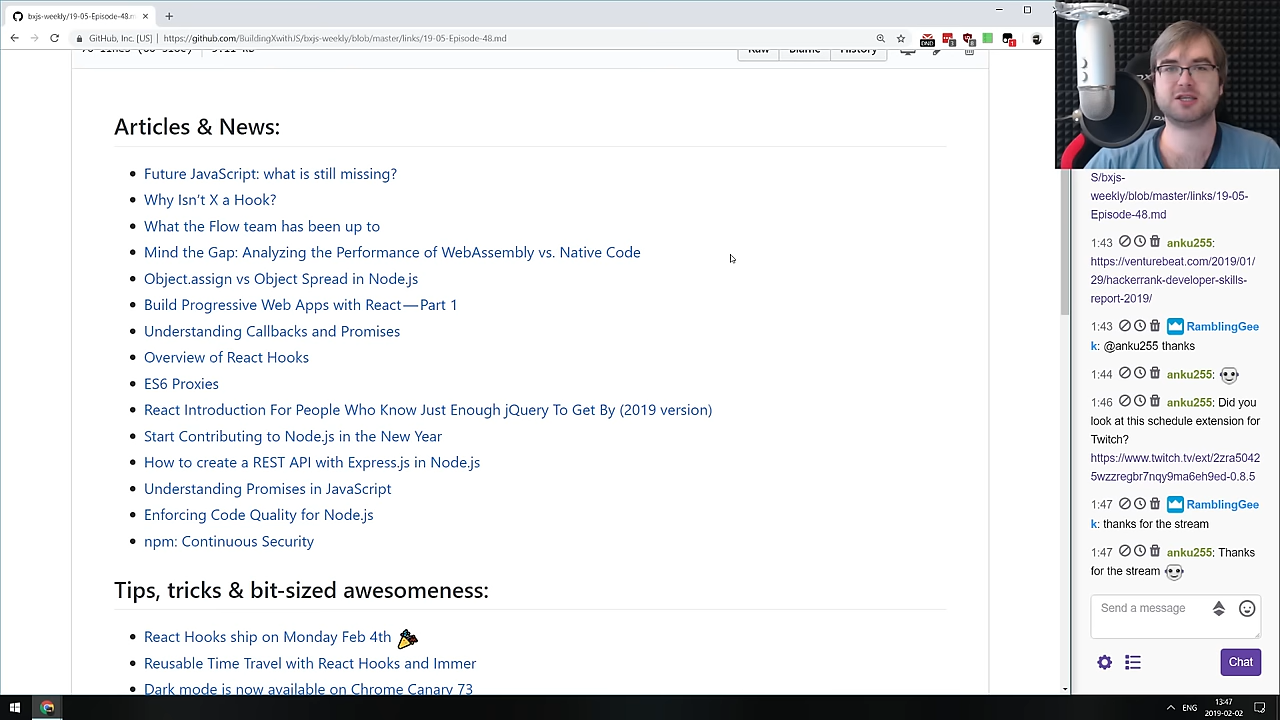 bxjs-weekly/19-05-Episode-48.m
GitHub, Inc. [US]
https://github.com/BuildingXwithJS/bxjs-weekly/blob/master/links/19-05-Episode-48.md
Raw
Blame
History
Articles & News:
Future JavaScript: what is still missing?
Why Isn't X a Hook?
What the Flow team has been up to
Mind the Gap: Analyzing the Performance of WebAssembly vs. Native Code
Object.assign vs Object Spread in Node.js
Build Progressive Web Apps with React — Part 1
Understanding Callbacks and Promises
Overview of React Hooks
ES6 Proxies
React Introduction For People Who Know Just Enough jQuery To Get By (2019 version)
Start Contributing to Node.js in the New Year
How to create a REST API with Express.js in Node.js
Understanding Promises in JavaScript
Enforcing Code Quality for Node.js
npm: Continuous Security
Tips, tricks & bit-sized awesomeness:
React Hooks ship on Monday Feb 4th
Reusable Time Travel with React Hooks and Immer
Dark mode is now available on Chrome Canary 73
S/bxjs-
weekly/blob/master/links/19-05-
Episode-48.md
1:43 anku255:
https://venturebeat.com/2019/01/
29/hackerrank-developer-skills-
report-2019/
1:43 RamblingGee
k: @anku255 thanks
1:44 anku255:
1:46 anku255: Did you
look at this schedule extension for
Twitch?
https://www.twitch.tv/ext/2zra5042
5wzzregbr7nqy9ma6eh9ed-0.8.5
1:47 RamblingGee
k: thanks for the stream
1:47 anku255: Thanks
for the stream
Send a message
Chat
ENG
13:47
2019-02-02